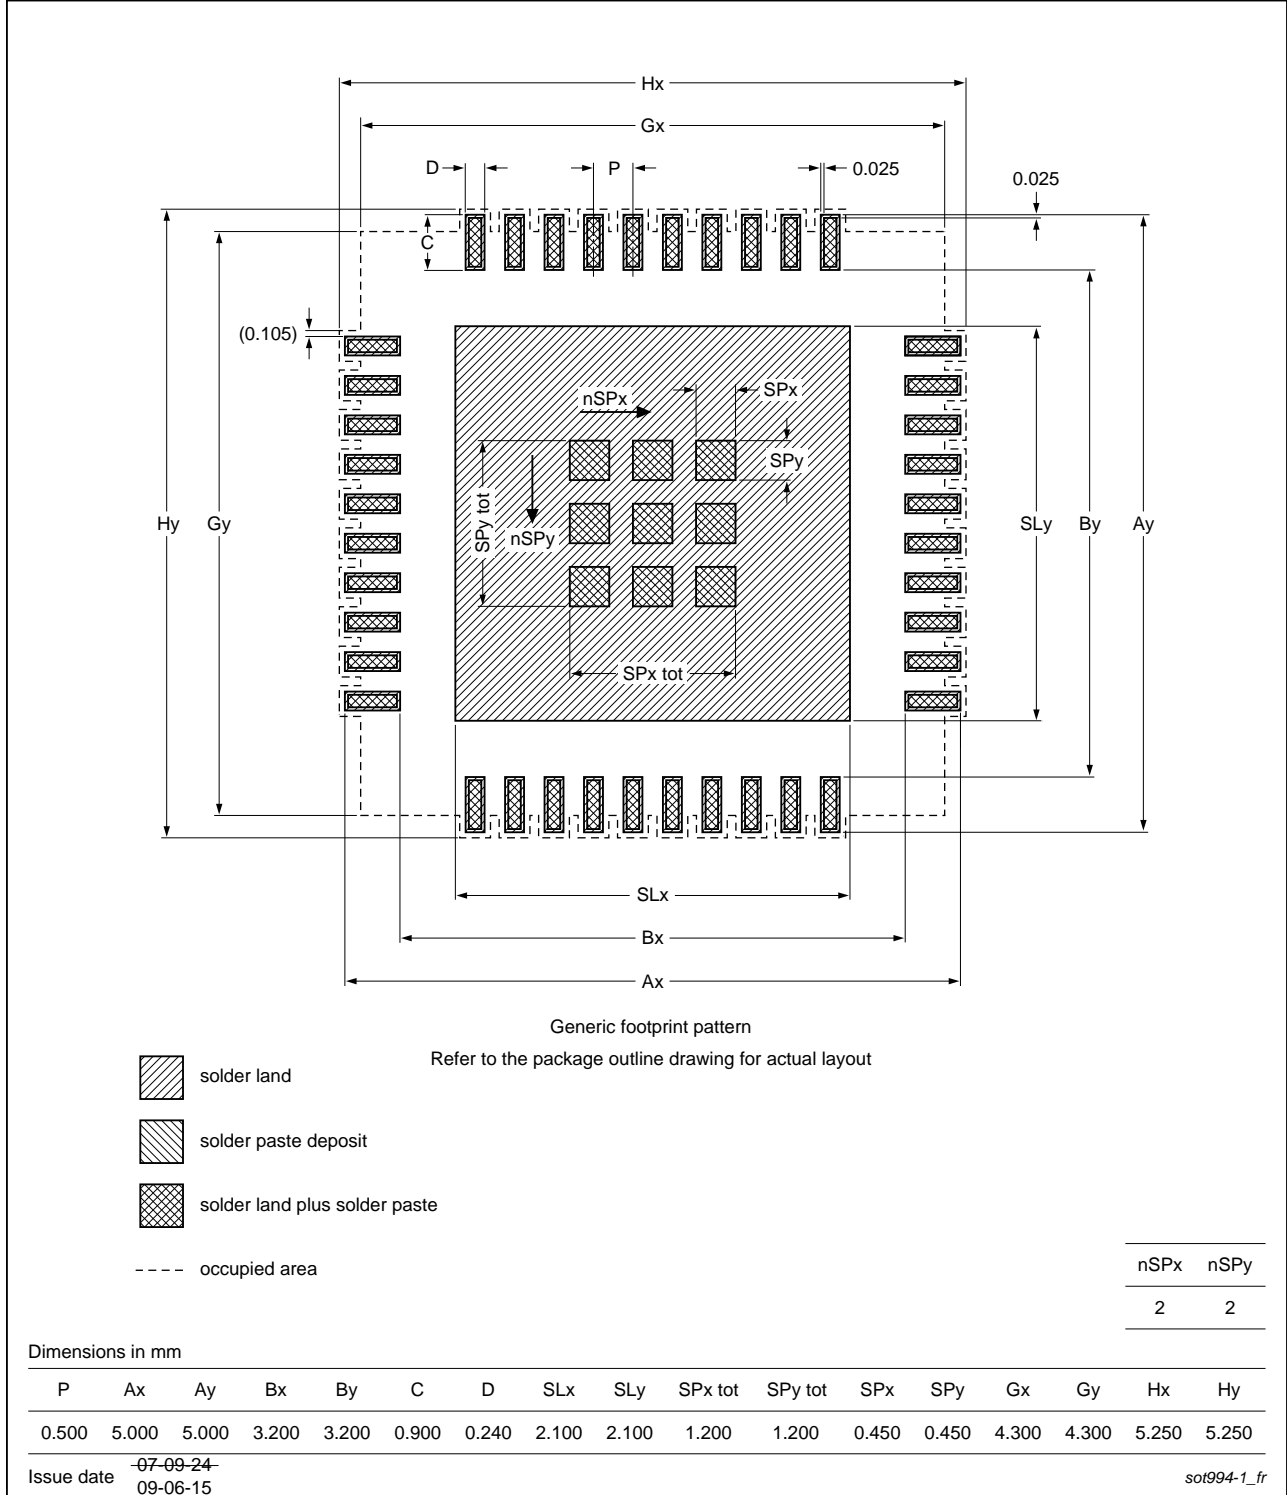 Hx
Gx
D
P
0.025
0.025
C
(0.105)
nSPx
SPx
SPy
SPy tot
nSPy
Hy
Gy
SLy
By
Ay
SPx tot
SLx
Bx
Ax
Generic footprint pattern
Refer to the package outline drawing for actual layout
solder land
solder paste deposit
solder land plus solder paste
occupied area
nSPx nSPy
2 2
Dimensions in mm
P Ax Ay Bx By C D SLx SLy SPx tot SPy tot SPx SPy Gx Gy Hx Hy
0.500 5.000 5.000 3.200 3.200 0.900 0.240 2.100 2.100 1.200 1.200 0.450 0.450 4.300 4.300 5.250 5.250
Issue date 07-09-24
09-06-15
sot994-1_fr